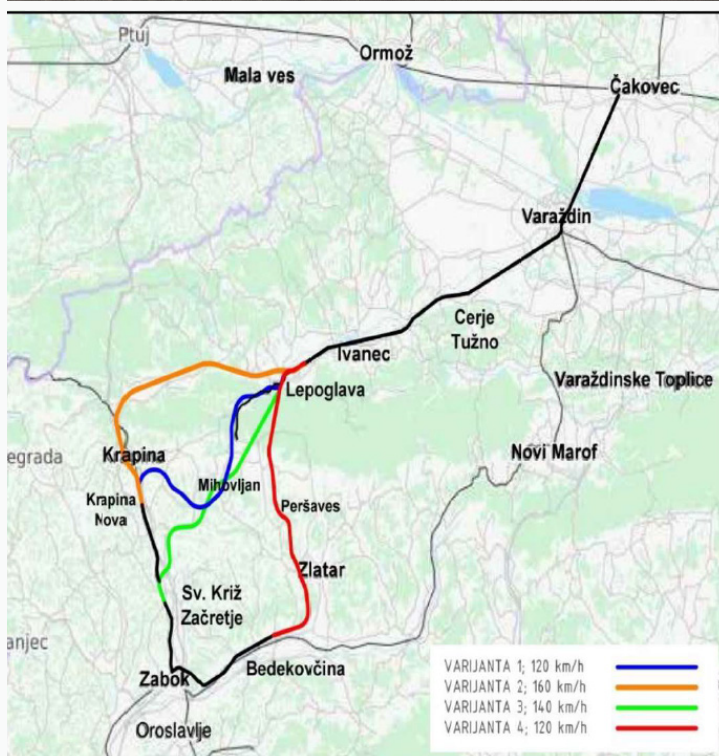 Ptuj
Ormož
Mala ves
Čakovec
Varaždin
Cerje
Tužno
Ivanec
Lepoglava
Varaždinske Toplice
Krapina
egrada
Novi Marof
Mihovljan
Krapina
Nova
Peršaves
Zlatar
Sv. Križ
Začretje
anjec
Bedekovčina
Zabok
Oroslavlje
VARIJANTA 1; 120 km/h
VARIJANTA 2; 160 km/h
VARIJANTA 3; 140 km/h
VARIJANTA 4; 120 km/h